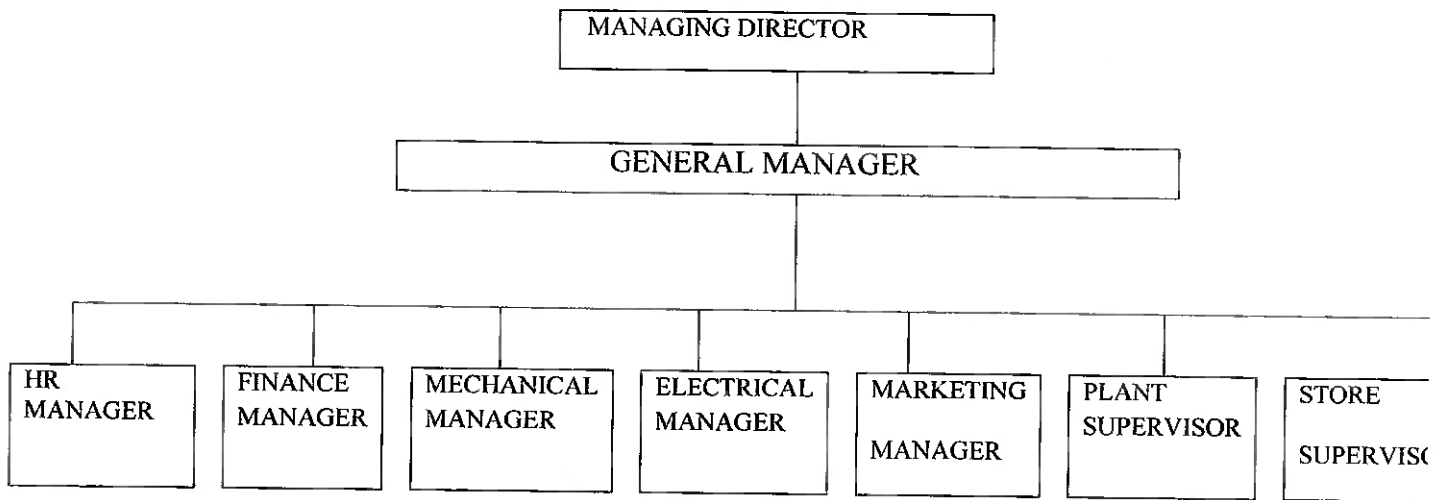 MANAGING DIRECTOR
GENERAL MANAGER
HR
MANAGER
FINANCE
MANAGER
MECHANICAL
MANAGER
ELECTRICAL
MANAGER
MARKETING
MANAGER
PLANT
SUPERVISOR
STORE